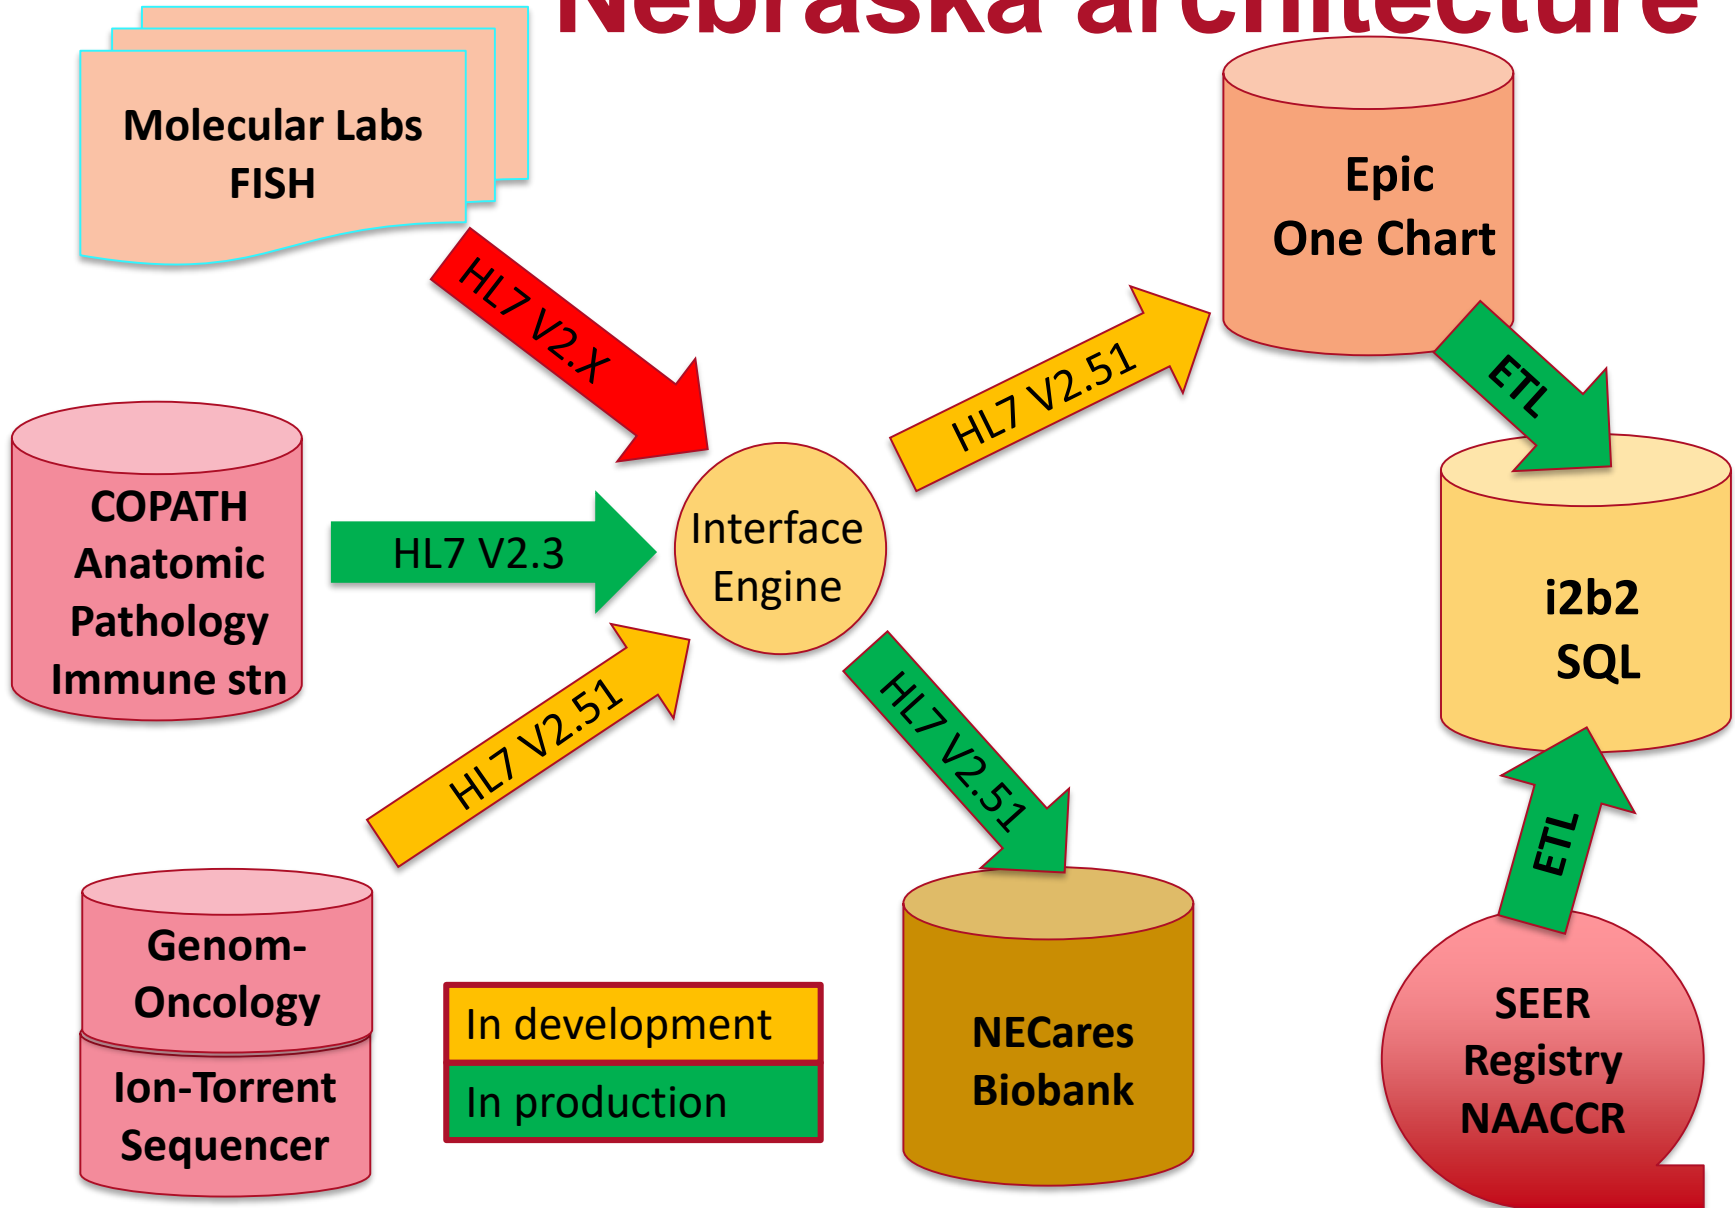 Nebraska architecture
Molecular Labs
FISH
Epic
One Chart
HL7 V2.X
HL7 V2.51
ETL
COPATH
Anatomic
Pathology
Immune stn
HL7 V2.3
Interface
Engine
i2b2
SQL
HL7 V2.51
HL7 V2.51
ETL
Genom-
Oncology
Ion-Torrent
Sequencer
In development
In production
NECares
Biobank
SEER
Registry
NAACCR